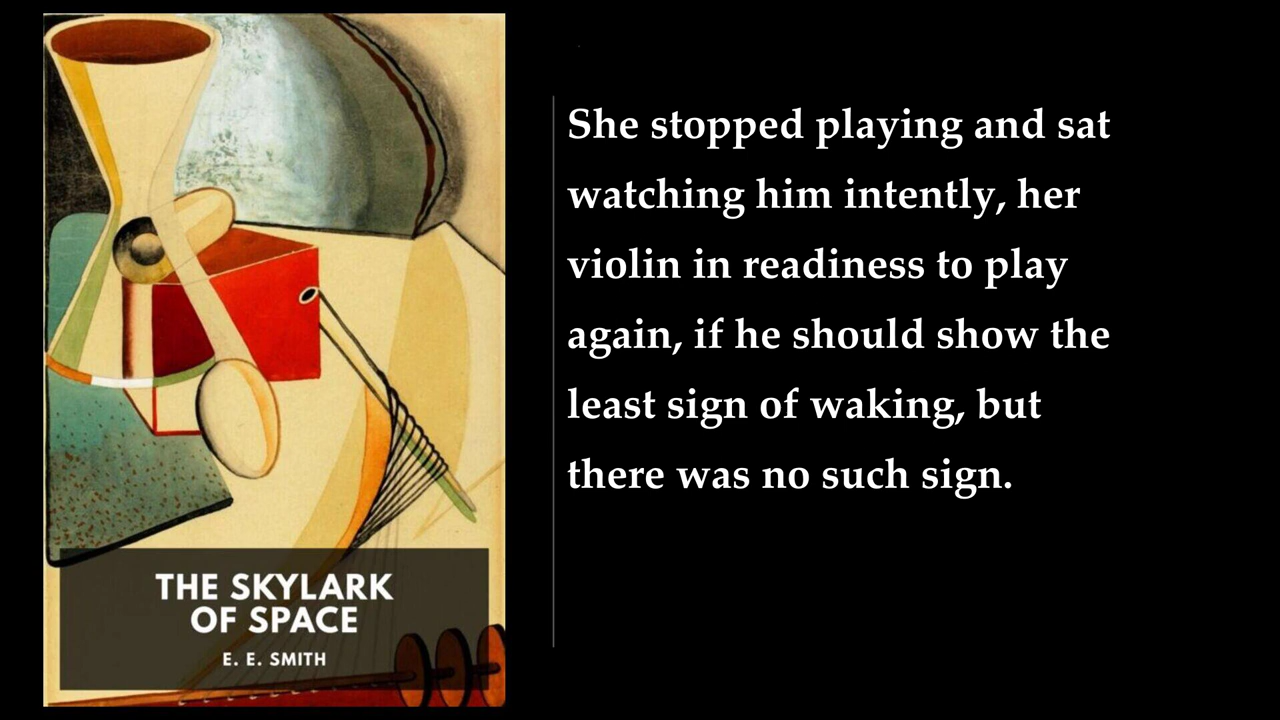 THE SKYLARK
OF SPACE
E. E. SMITH
She stopped playing and sat
watching him intently, her
violin in readiness to play
again, if he should show the
least sign of waking, but
there was no such sign.